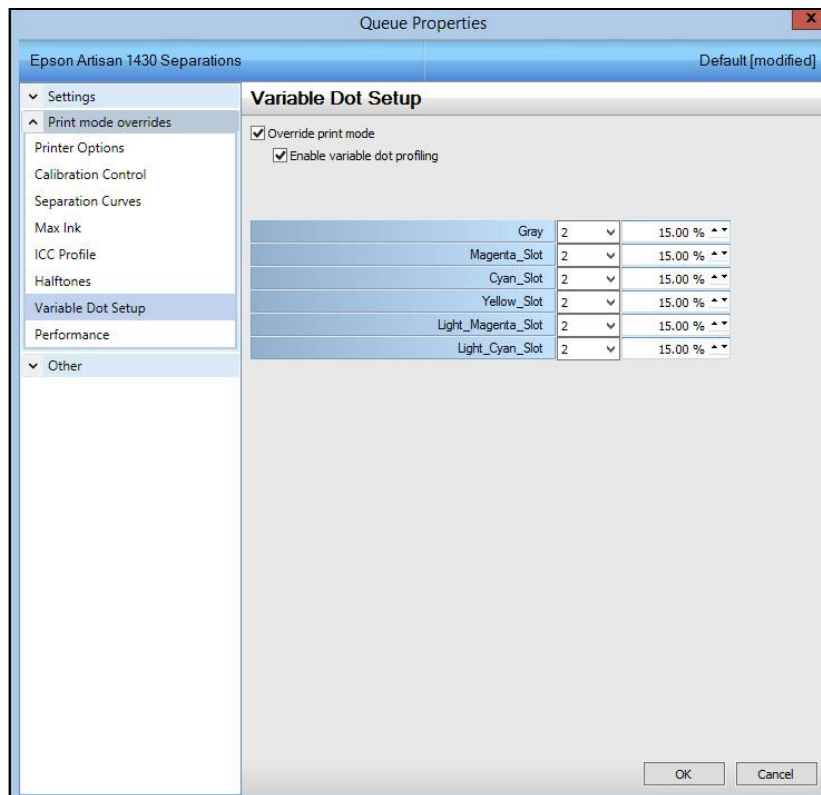 Queue Properties
x
Epson Artisan 1430 Separations Default [modified]
Settings
Print mode overrides
Printer Options
Calibration Control
Separation Curves
Max Ink
ICC Profile
Halftones
Variable Dot Setup
Performance
Other
Variable Dot Setup
Override print mode
Enable variable dot profiling
Gray 2 15.00 %
Magenta_Slot 2 15.00 %
Cyan_Slot 2 15.00 %
Yellow_Slot 2 15.00 %
Light_Magenta_Slot 2 15.00 %
Light_Cyan_Slot 2 15.00 %
OK Cancel